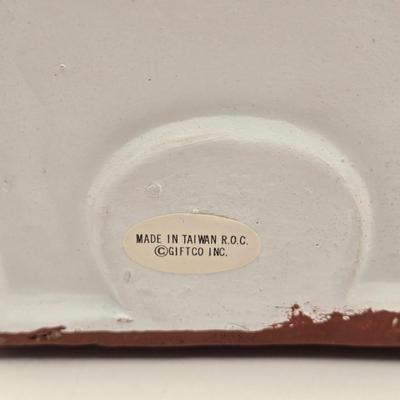 MADE IN TAIWAN R.O.C.
©GIFTCO INC.